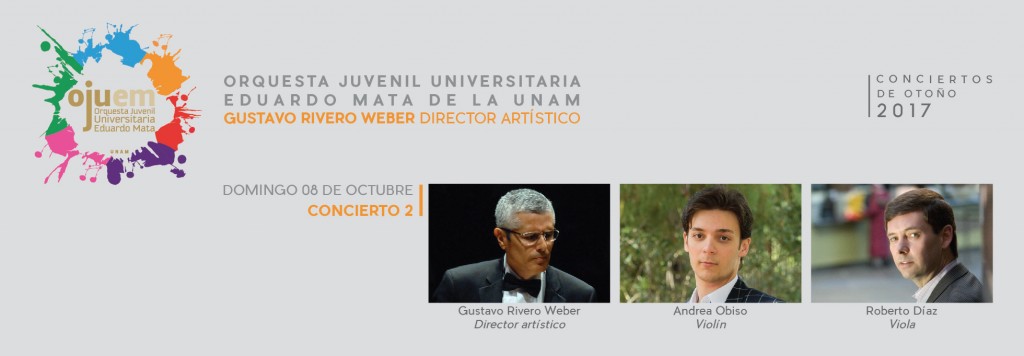 ojuem
Orquesta Juvenil
Universitaria
Eduardo Mata
UNAM
ORQUESTA JUVENIL UNIVERSITARIA
EDUARDO MATA DE LA UNAM
GUSTAVO RIVERO WEBER DIRECTOR ARTÍSTICO
CONCIERTOS
DE OTOÑO
2017
DOMINGO 08 DE OCTUBRE
CONCIERTO 2
Gustavo Rivero Weber
Director artístico
Andrea Obiso
Violín
Roberto Díaz
Viola